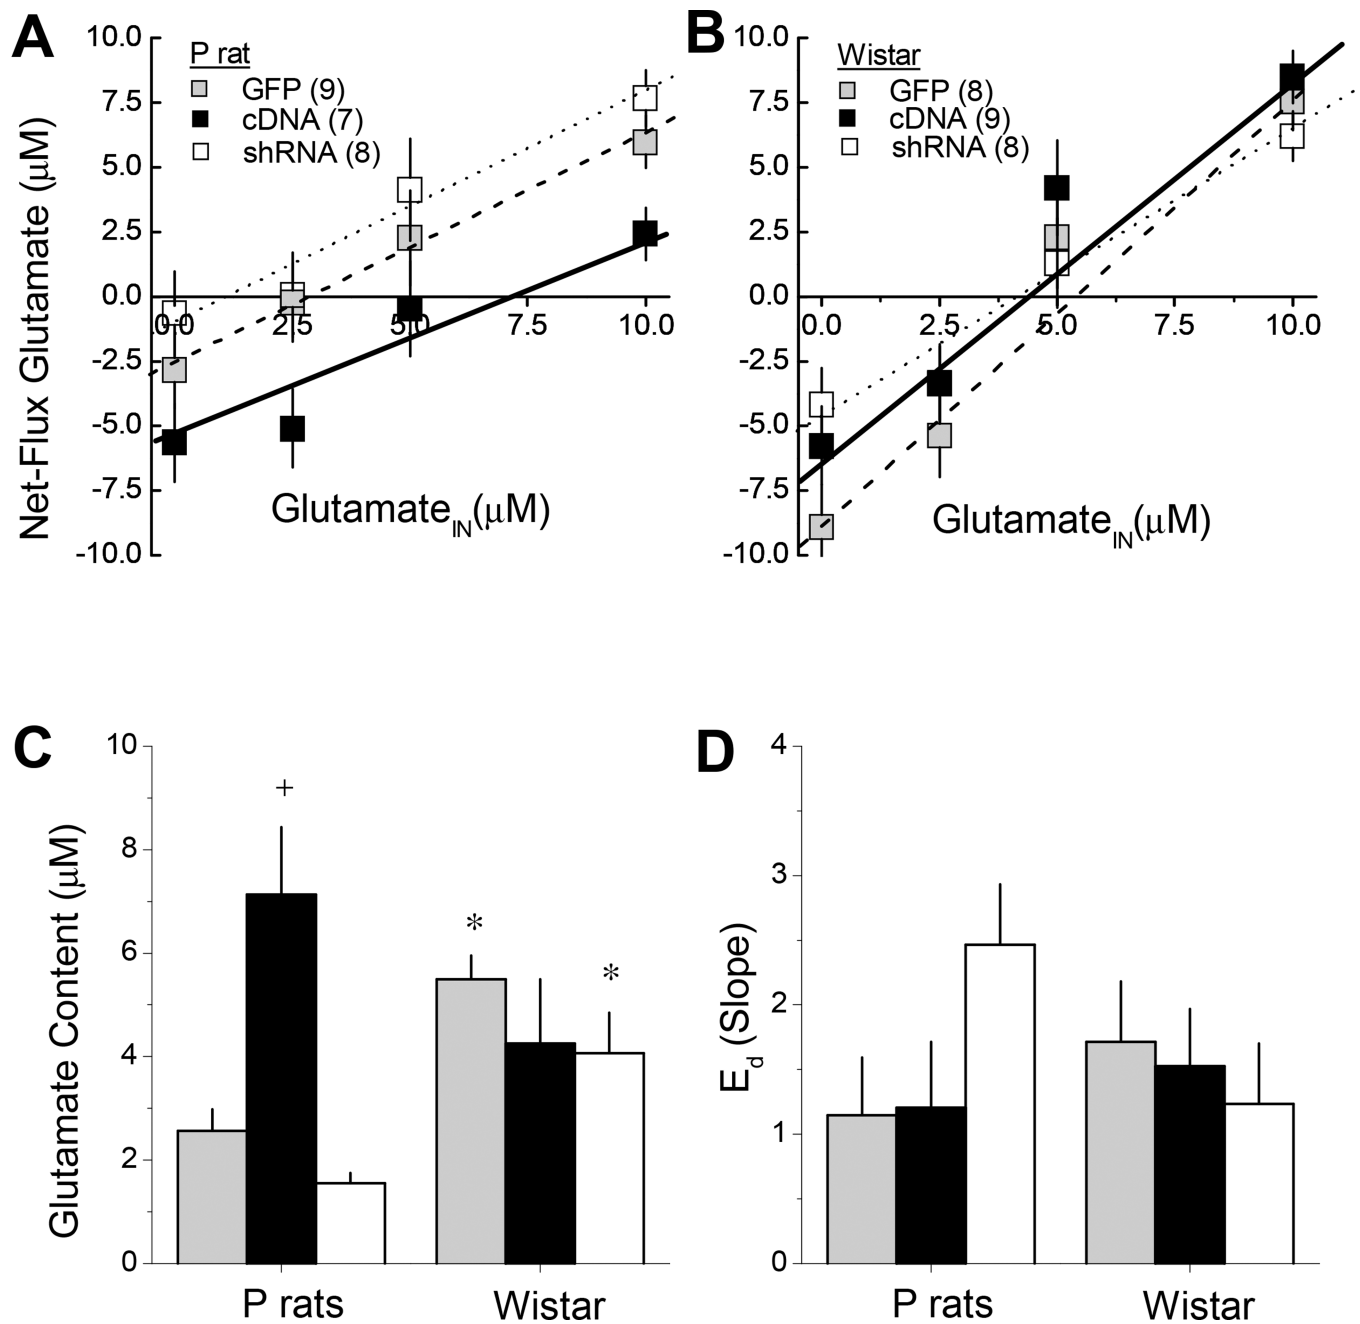 A
P rat
GFP (9)
cDNA (7)
shRNA (8)
10.0
7.5
5.0
2.5
0.0
-2.5
-5.0
-7.5
-10.0
0.0 2.5 5.0 7.5 10.0
Net-Flux Glutamate (μM)
Glutamate IN (μM)
B
Wistar
GFP (8)
cDNA (9)
shRNA (8)
10.0
7.5
5.0
2.5
0.0
-2.5
-5.0
-7.5
-10.0
0.0 2.5 5.0 7.5 10.0
Glutamate IN (μM)
C
10
8
6
4
2
0
Glutamate Content (μM)
+
*
*
P rats Wistar
D
4
3
2
1
0
E d (Slope)
P rats Wistar